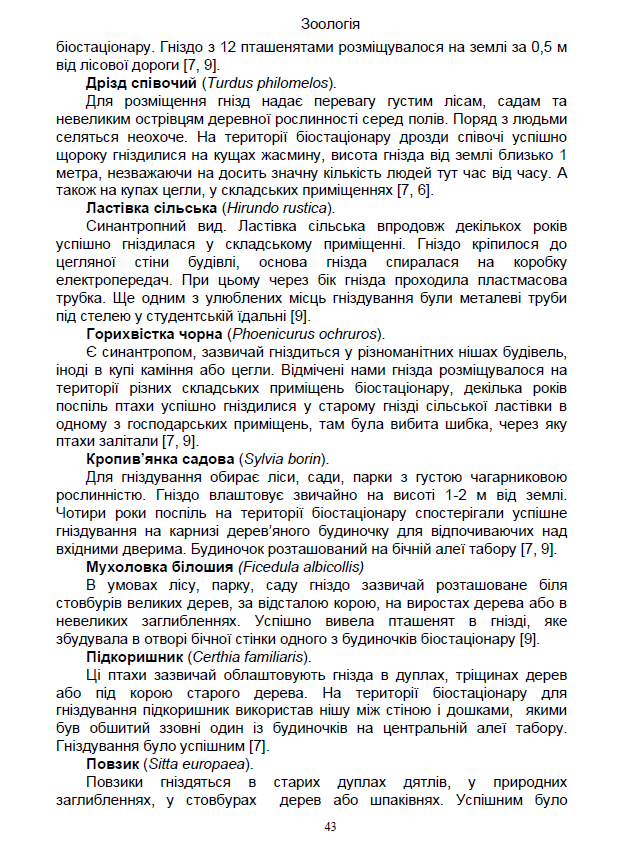 Зоологія
біостаціонару. Гніздо з 12 пташенятами розміщувалося на землі за 0,5 м
від лісової дороги [7, 9].
Дрізд співочий (Turdus philomelos).
Для розміщення гнізд надає перевагу густим лісам, садам та
невеликим острівцям деревної рослинності серед полів. Поряд з людьми
селяться неохоче. На території біостаціонару дрозди співочі успішно
щороку гніздилися на кущах жасмину, висота гнізда від землі близько 1
метра, незважаючи на досить значну кількість людей тут час від часу. А
також на купах цегли, у складських приміщеннях [7, 6].
Ластівка сільська (Hirundo rustica).
Синантропний вид. Ластівка сільська впродовж декількох років
успішно гніздилася у складському приміщенні. Гніздо кріпилося до
цегляної стіни будівлі, основа гнізда спиралася на коробку
електропередач. При цьому через бік гнізда проходила пластмасова
трубка. Ще одним з улюблених місць гніздування були металеві труби
під стелею у студентській їдальні [9].
Горихвістка чорна (Phoenicurus ochruros).
Є синантропом, зазвичай гніздиться у різноманітних нішах будівель,
іноді в купі каміння або цегли. Відмічені нами гнізда розміщувалося на
території різних складських приміщень біостаціонару, декілька років
поспіль птахи успішно гніздилися у старому гнізді сільської ластівки в
одному з господарських приміщень, там була вибита шибка, через яку
птахи залітали [7, 9].
Кропив’янка садова (Sylvia borin).
Для гніздування обирає ліси, сади, парки з густою чагарниковою
рослинністю. Гніздо влаштовує звичайно на висоті 1-2 м від землі.
Чотири роки поспіль на території біостаціонару спостерігали успішне
гніздування на карнизі дерев’яного будиночку для відпочиваючих над
вхідними дверима. Будиночок розташований на бічній алеї табору [7, 9].
Мухоловка білошия (Ficedula albicollis)
В умовах лісу, парку, саду гніздо зазвичай розташоване біля
стовбурів великих дерев, за відсталою корою, на виростах дерева або в
невеликих заглибленнях. Успішно вивела пташенят в гнізді, яке
збудувала в отворі бічної стінки одного з будиночків біостаціонару [9].
Підкоришник (Certhia familiaris).
Ці птахи зазвичай облаштовують гнізда в дуплах, тріщинах дерев
або під корою старого дерева. На території біостаціонару для
гніздування підкоришник використав нішу між стіною і дошками, якими
був обшитий ззовні один із будиночків на центральній алеї табору.
Гніздування було успішним [7].
Повзик (Sitta europaea).
Повзики гніздяться в старих дуплах дятлів, у природних
заглибленнях, у стовбурах дерев або шпаківнях. Успішним було
43